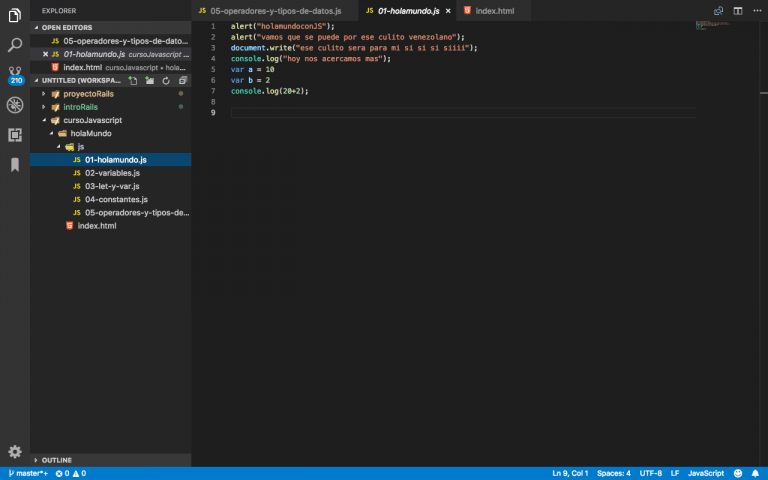 EXPLORER
05-operadores-y-tipos-de-datos.js
01-holamundo.js
index.html
OPEN EDITORS
05-operadores-y-tipos-de-dato...
01-holamundo.js cursoJavascript ...
index.html cursoJavascript • hola...
210
UNTITLED (WORKSPA...
proyectoRails
introRails
cursoJavascript
holaMundo
js
JS 01-holamundo.js
JS 02-variables.js
JS 03-let-y-var.js
JS 04-constantes.js
JS 05-operadores-y-tipos-de...
index.html
1 alert("holamundoconJS");
2 alert("vamos que se puede por ese culito venezolano");
3 document.write("ese culito sera para mi si si si siiii");
4 console.log("hoy nos acercamos mas");
5 var a = 10
6 var b = 2
7 console.log(20+2);
8
9
OUTLINE
master*+ 0 0 Ln 9, Col 1 Spaces: 4 UTF-8 LF JavaScript